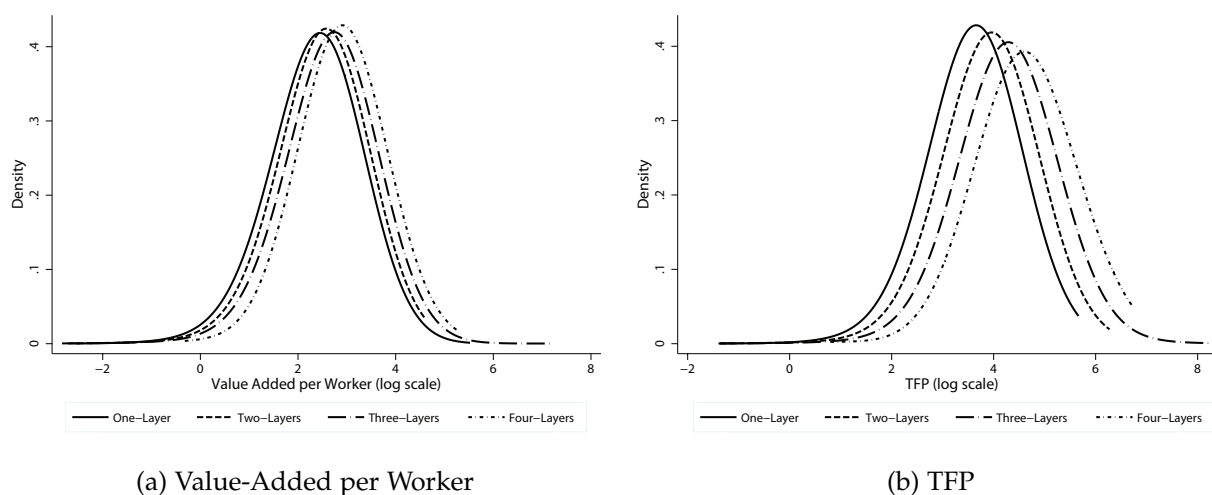 Density
.4
.3
.2
.1
0
−2 0 2 4 6 8
Value Added per Worker (log scale)
One−Layer Two−Layers Three−Layers Four−Layers
(a) Value-Added per Worker
Density
.4
.3
.2
.1
0
−2 0 2 4 6 8
TFP (log scale)
One−Layer Two−Layers Three−Layers Four−Layers
(b) TFP